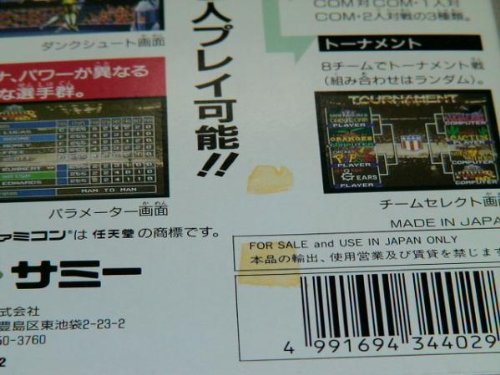 COM対COM・1人対
COM・2人対戦の3種類。
ダンクシュート画面
人プレイ可能!!
トーナメント
8チームでトーナメント戦
(組み合わせはランダム)。
ナ、パワーが異なる
な選手群。
TOURNAMENT
PLAYER
COMPUTER
MAN TO MAN
EDWARDS
パラメーター画面
がめん
チームセレクト画
MADE IN JAPA
ァミコン®は任天堂の商標です。
FOR SALE and USE IN JAPAN ONLY
本品の輸出、使用営業及び賃貸を禁じま
サミー
式会社
豊島区東池袋2-23-2
50-3760
2
4 991694 344029